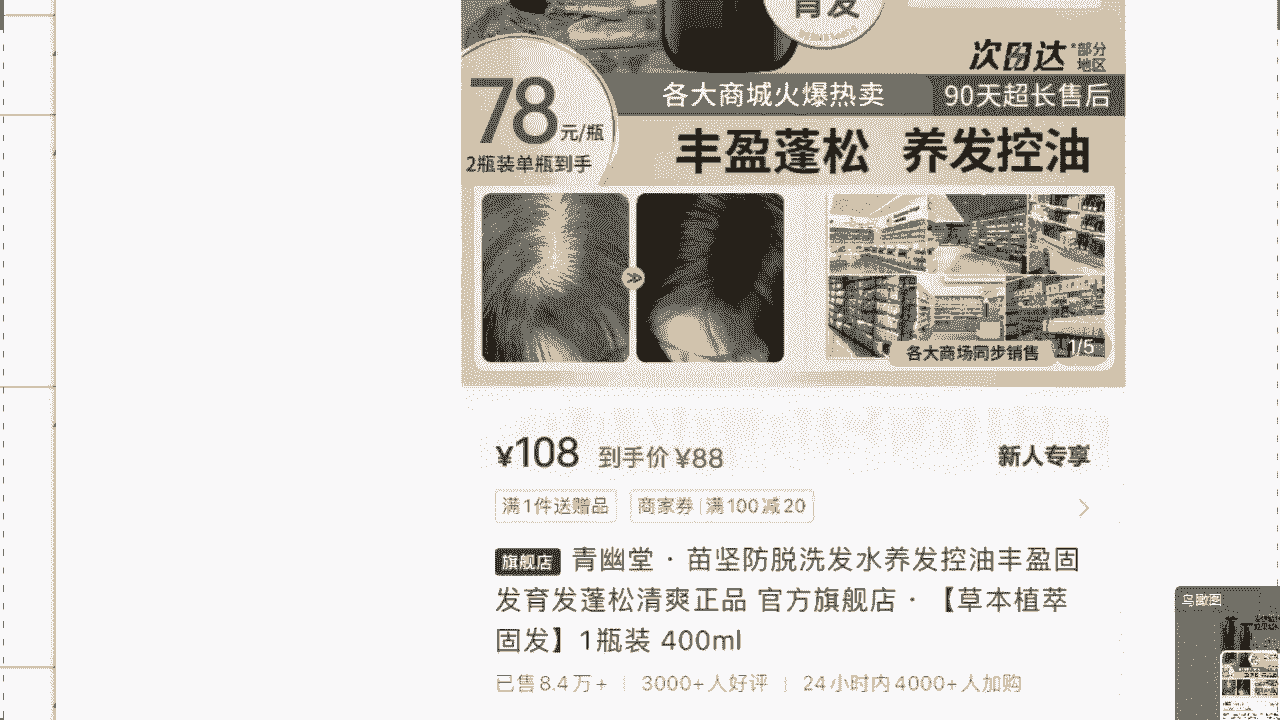 青发
次日达 *部分地区
各大商城火爆热卖 90天超长售后
78元/瓶
2瓶装单瓶到手
丰盈蓬松 养发控油
各大商场同步销售 1/5
¥108 到手价 ¥88 新人专享
满1件送赠品 商家券 满100减20
旗舰店 青幽堂·苗坚防脱洗发水养发控油丰盈固
发育发蓬松清爽正品 官方旗舰店·【草本植萃
固发】1瓶装 400ml
已售8.4万+ 3000+人好评 24小时内4000+人加购
鸟瞰图